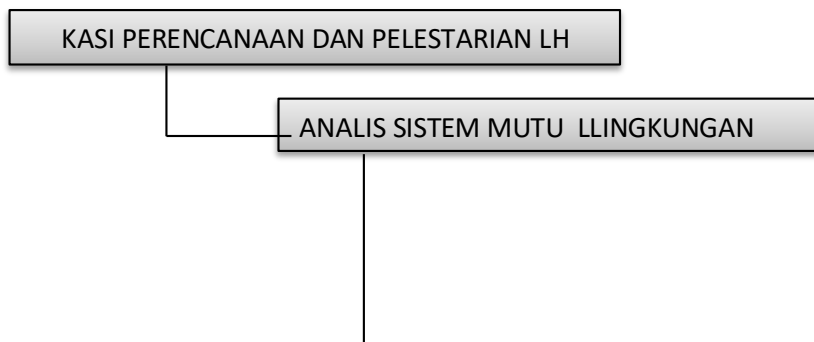 KASI PERENCANAAN DAN PELESTARIAN LH
ANALIS SISTEM MUTU LLINGKUNGAN